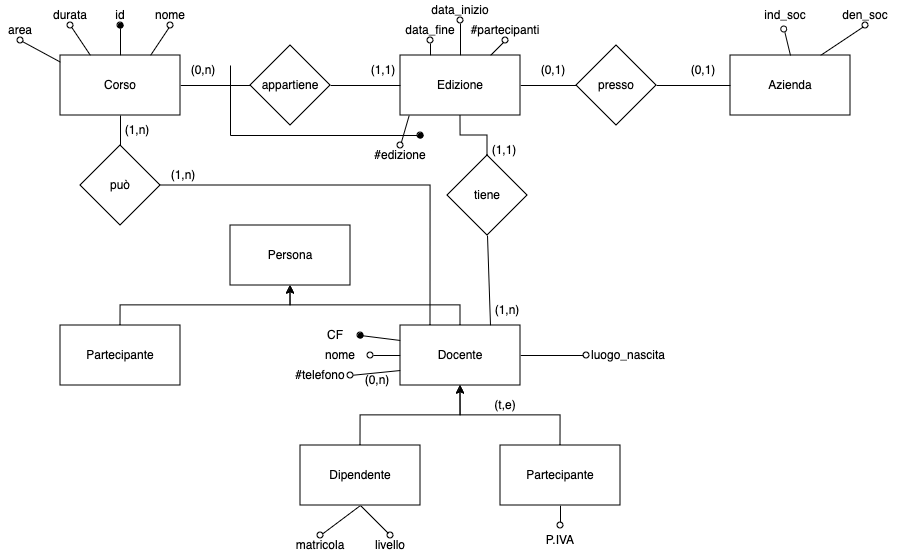 data_inizio
durata id nome
ind_soc den_soc
area
data_fine #partecipanti
(0,n) (1,1) (0,1) (0,1)
Corso appartiene Edizione presso Azienda
(1,n)
#edizione (1,1)
(1,n)
può tiene
Persona
(1,n)
CF
nome Docente luogo_nascita
Partecipante
#telefono
(0,n)
(t,e)
Dipendente Partecipante
P.IVA
matricola livello